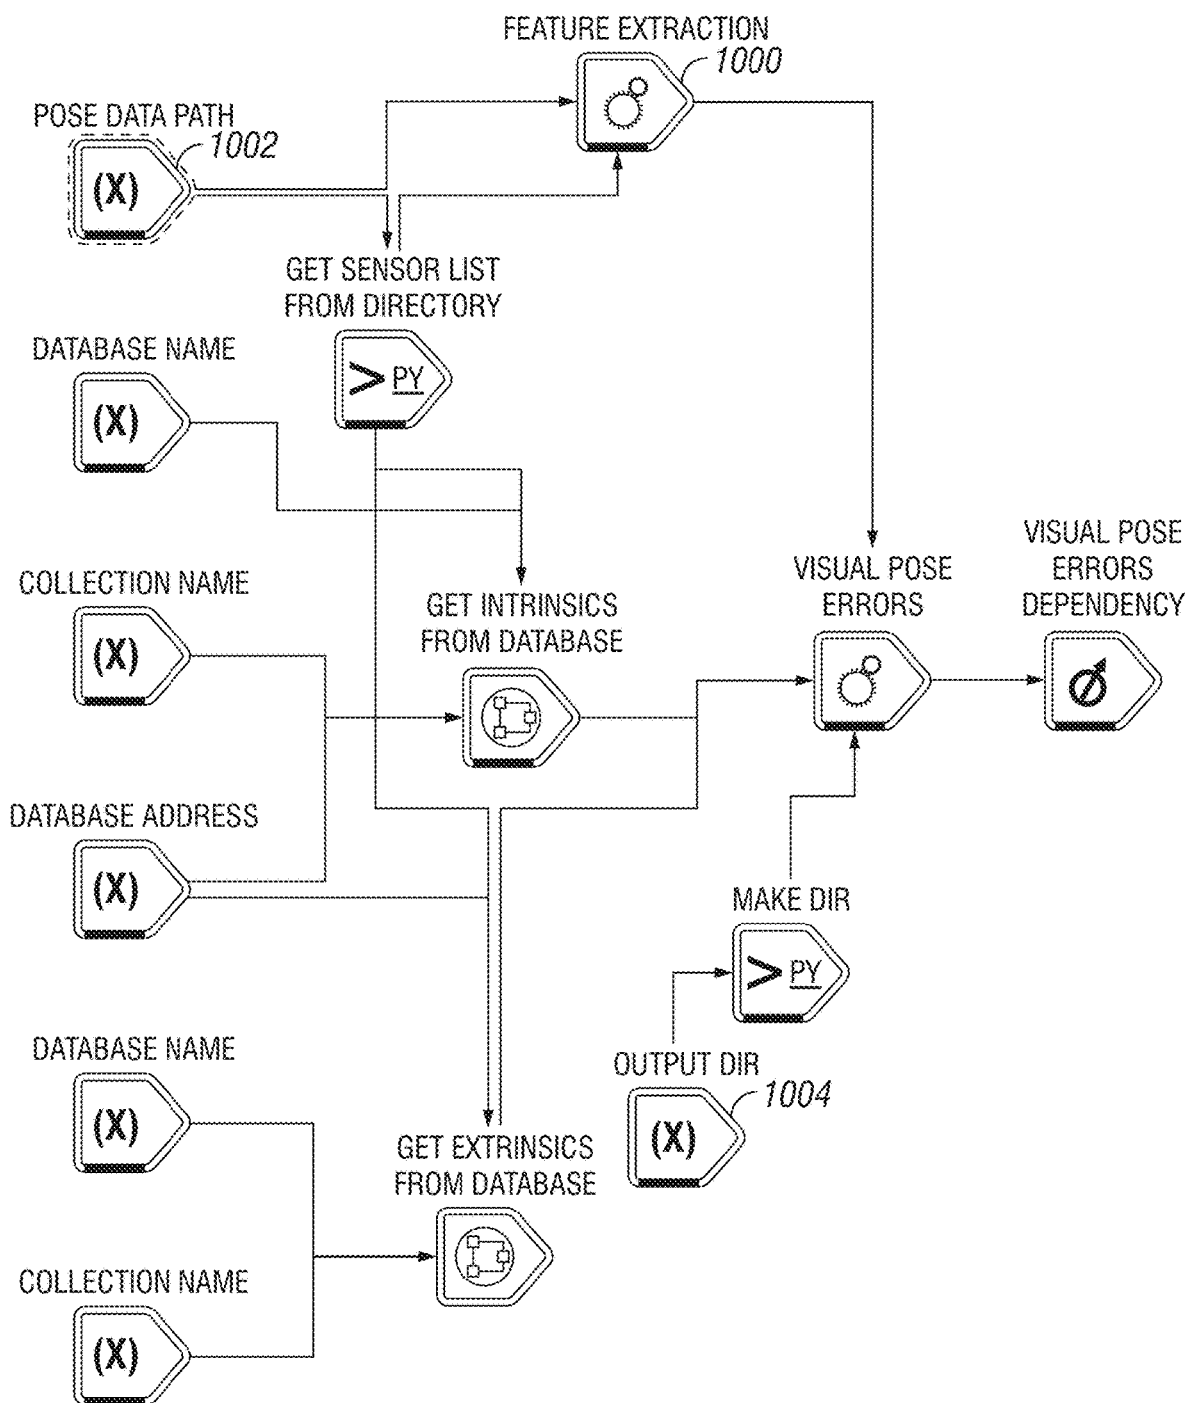 FEATURE EXTRACTION
1000
POSE DATA PATH
1002
(X)
GET SENSOR LIST
FROM DIRECTORY
> PY
DATABASE NAME
(X)
COLLECTION NAME
(X)
GET INTRINSICS
FROM DATABASE
VISUAL POSE
ERRORS
VISUAL POSE
ERRORS
DEPENDENCY
DATABASE ADDRESS
(X)
MAKE DIR
> PY
OUTPUT DIR
1004
(X)
DATABASE NAME
(X)
GET EXTRINSICS
FROM DATABASE
COLLECTION NAME
(X)